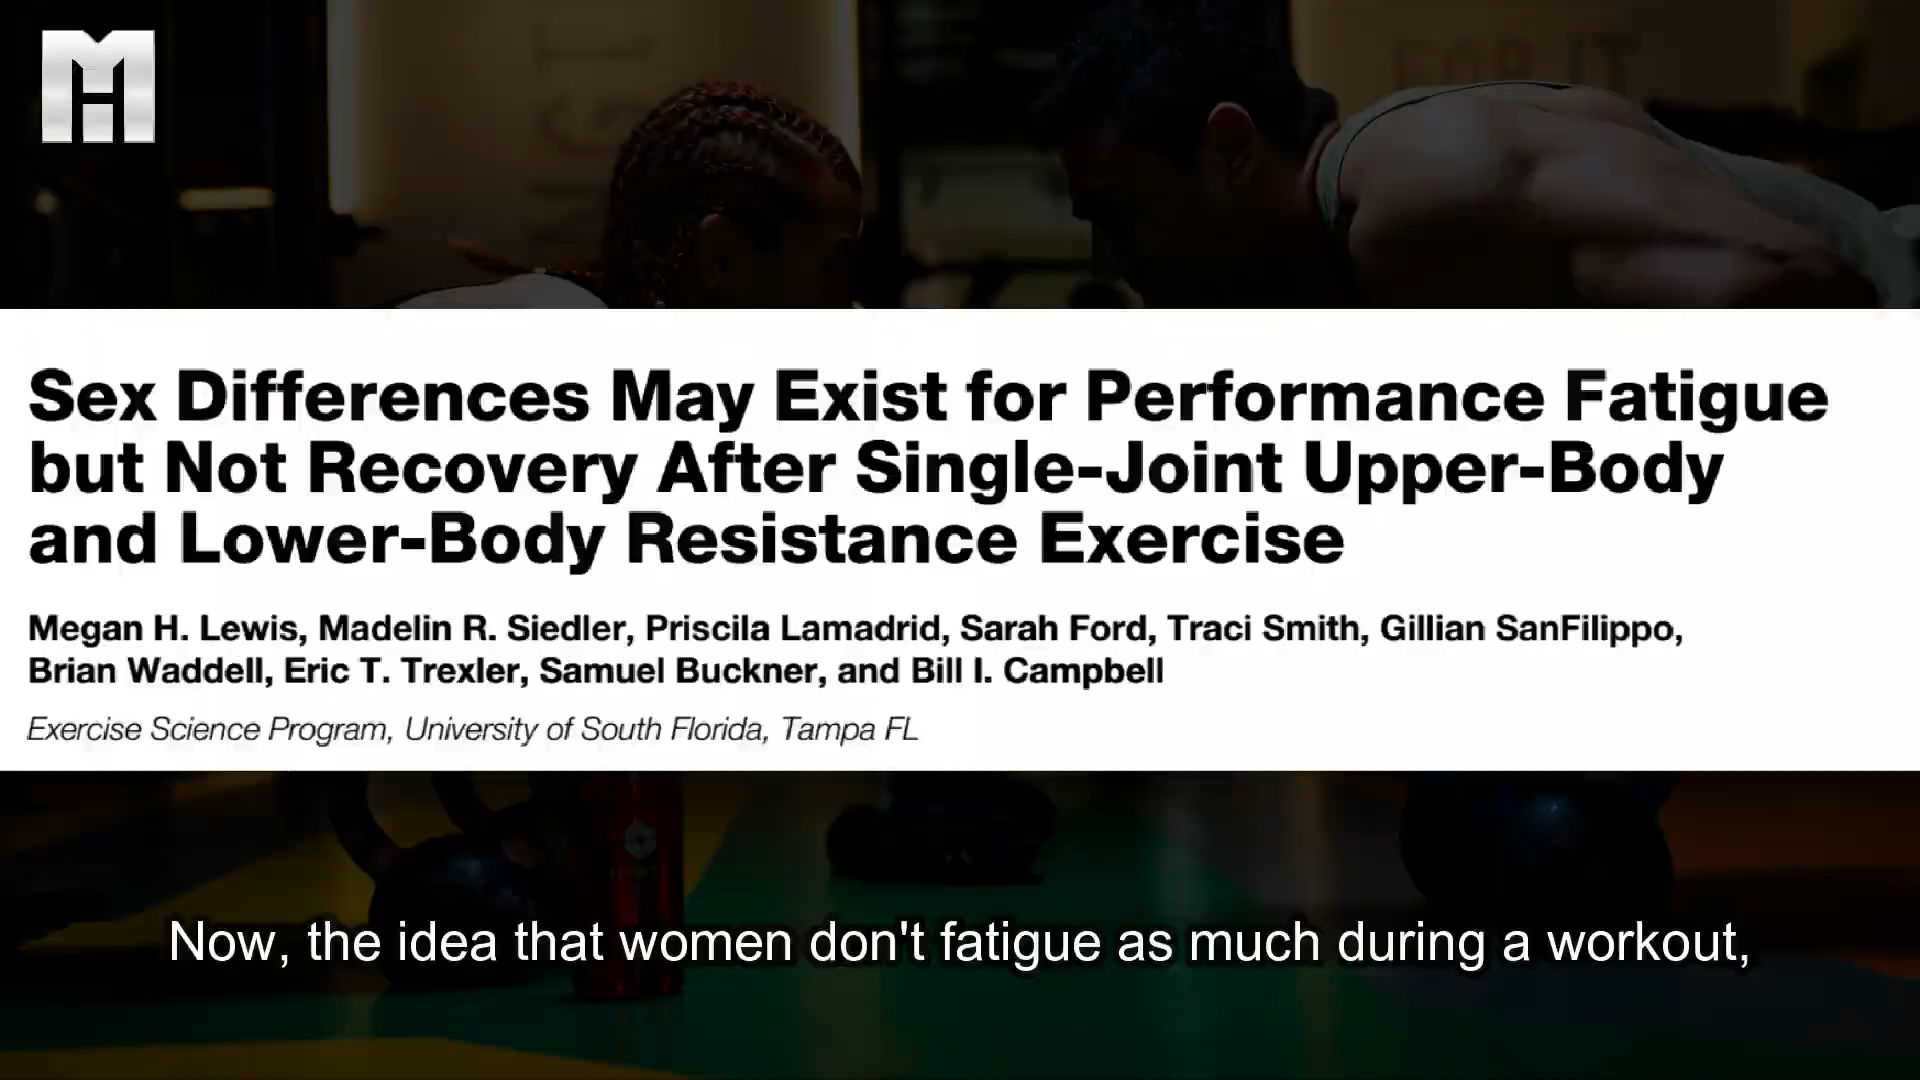 MH
FOR IT
Sex Differences May Exist for Performance Fatigue
but Not Recovery After Single-Joint Upper-Body
and Lower-Body Resistance Exercise
Megan H. Lewis, Madelin R. Siedler, Priscila Lamadrid, Sarah Ford, Traci Smith, Gillian SanFilippo,
Brian Waddell, Eric T. Trexler, Samuel Buckner, and Bill I. Campbell
Exercise Science Program, University of South Florida, Tampa FL
Now, the idea that women don't fatigue as much during a workout,